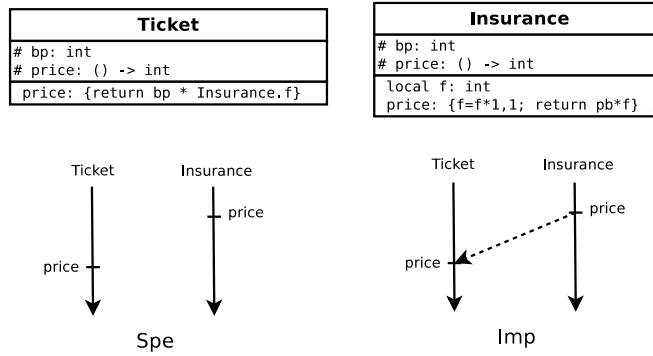 Ticket
# bp: int
# price: () -> int
price: {return bp * Insurance.f}
Insurance
# bp: int
# price: () -> int
local f: int
price: {f=f*1,1; return pb*f}
Ticket
Insurance
price
price
Spe
Ticket
Insurance
price
price
Imp